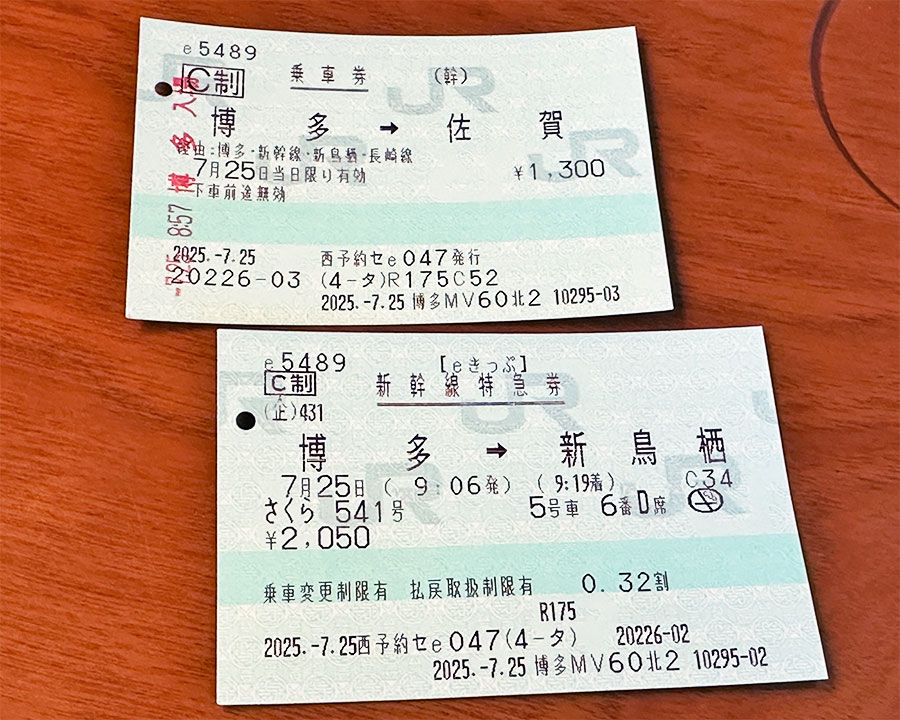 e5489
C制 乗車券 (幹)
博多 → 佐賀
経由:博多・新幹線・新鳥栖・長崎線
7月25日当日限り有効 ¥1,300
下車前途無効
8:57 博多 入場
2025.-7.25 西予約セe047発行
20226-03 (4-タ)R175C52
2025.-7.25 博多MV60北2 10295-03
e5489 [eきっぷ]
C制 新幹線特急券
(企)431
博多 → 新鳥栖
7月25日 ( 9:06発) ( 9:19着) C34
さくら 541号 5号車 6番D席
¥2,050
乗車変更制限有 払戻取扱制限有 0.32割
R175
2025.-7.25西予約セe047(4-タ) 20226-02
2025.-7.25 博多MV60北2 10295-02
JR
JR
JR
JR
JR